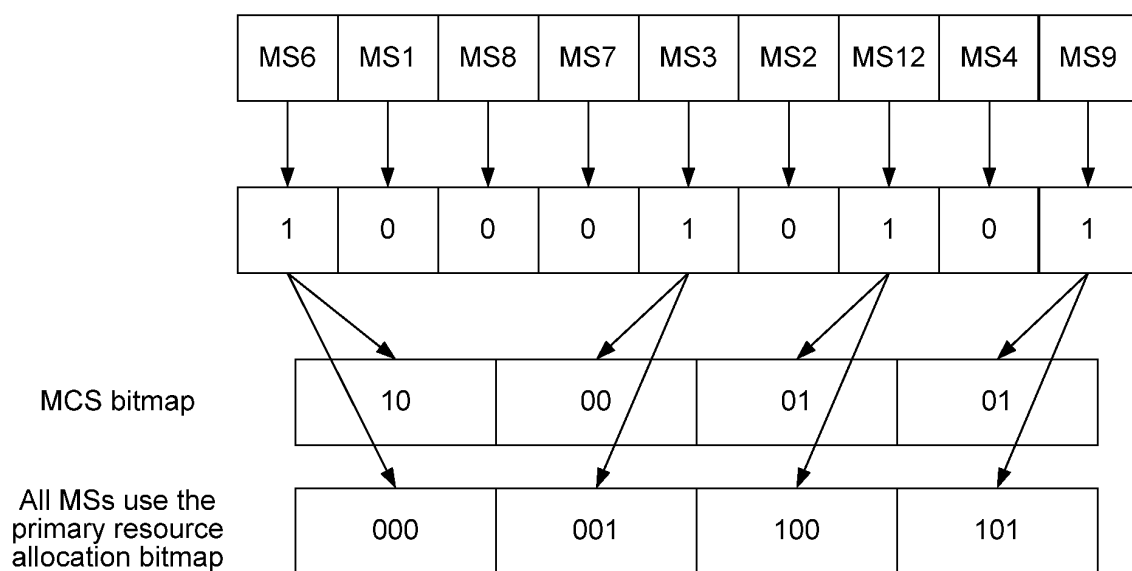 MS6 MS1 MS8 MS7 MS3 MS2 MS12 MS4 MS9
1 0 0 0 1 0 1 0 1
MCS bitmap 10 00 01 01
All MSs use the
primary resource
allocation bitmap
000 001 100 101